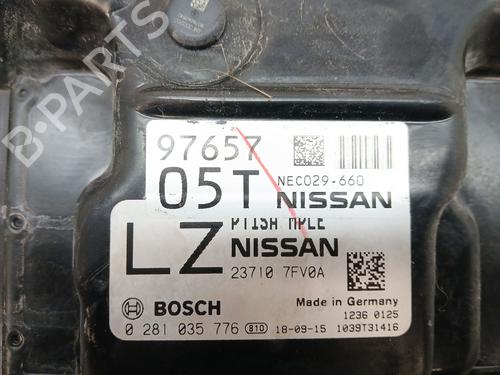 97657
05T
NEC029-660
NISSAN
LZ
P11SH MPLE
NISSAN
23710 7FV0A
BOSCH
0 281 035 776 810
Made in Germany
1236 0125
18-09-15 1039T31416
B-PARTS